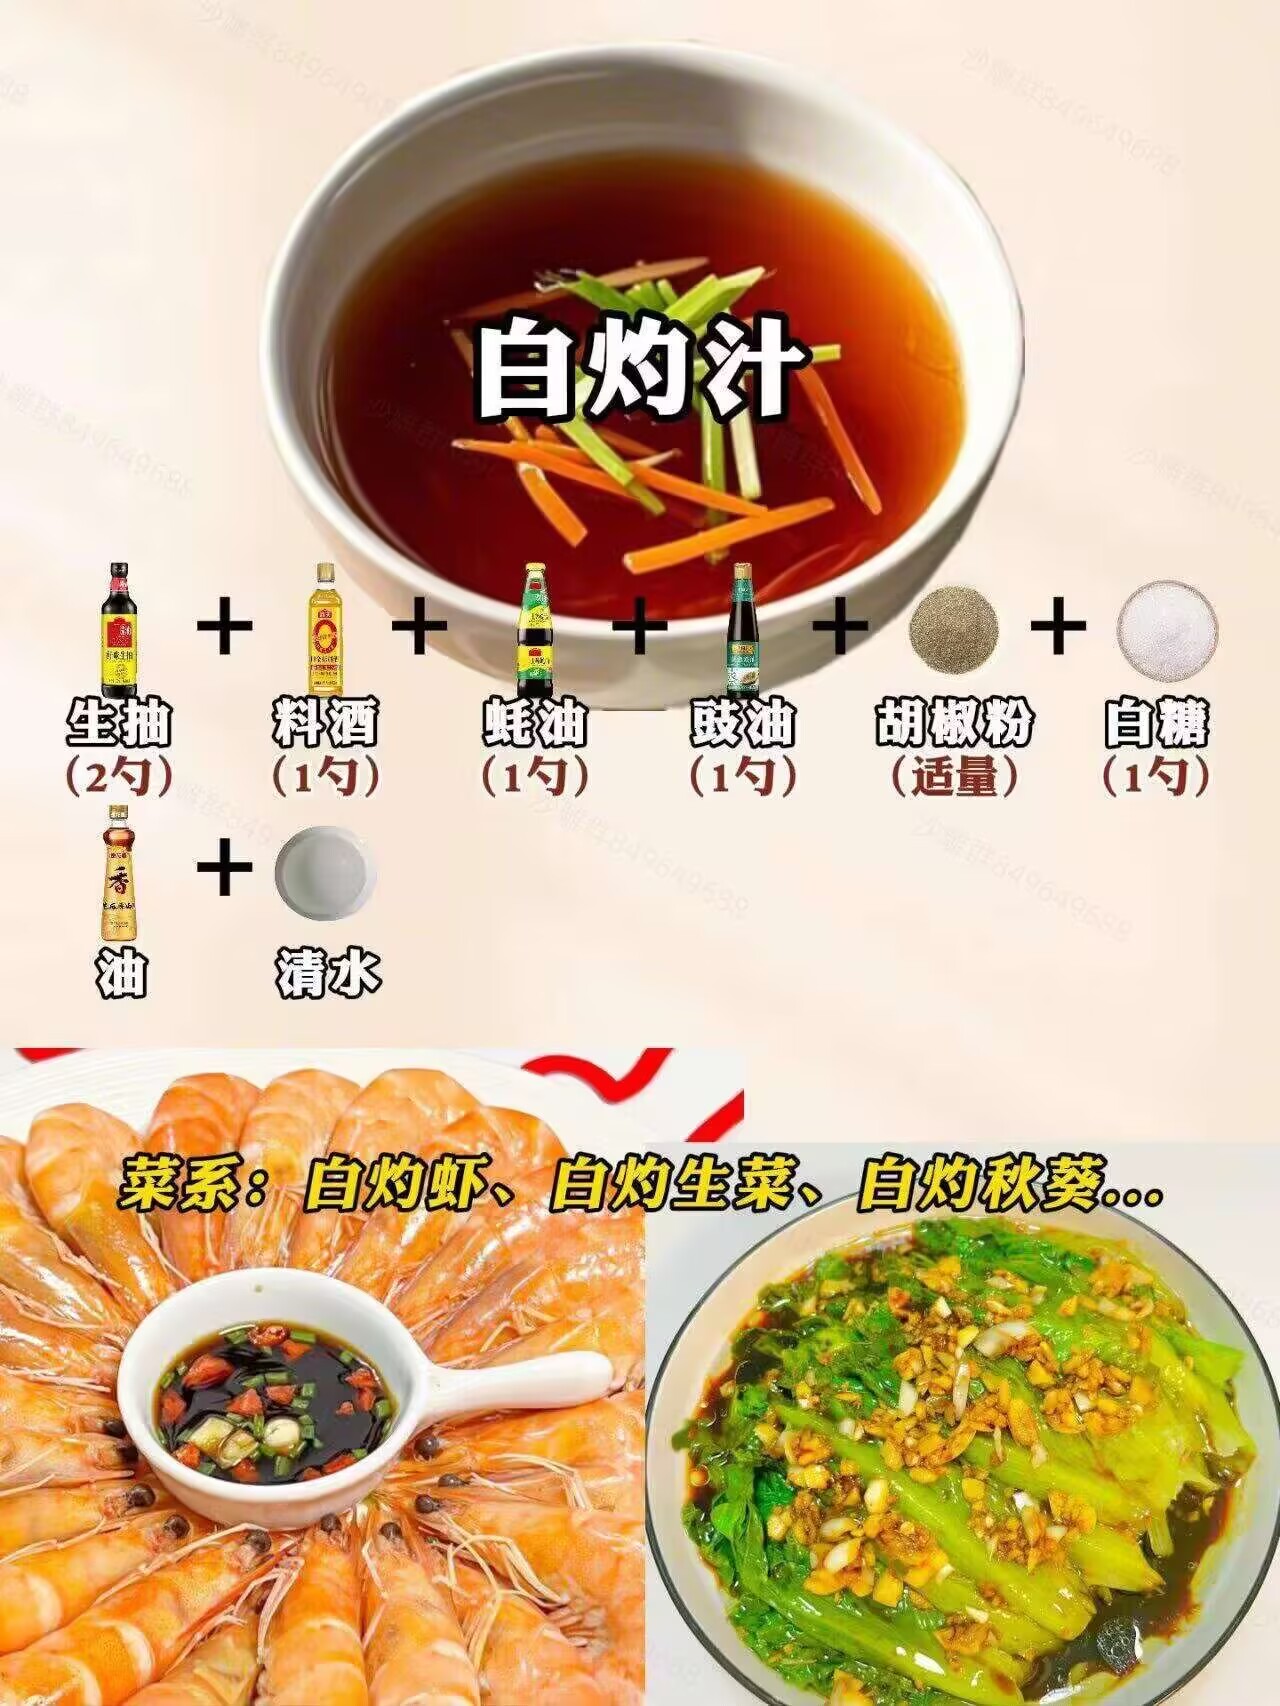 白灼汁
生抽 料酒 蚝油 豉油 胡椒粉 白糖
（2勺） （1勺） （1勺） （1勺） （适量） （1勺）
香
油 清水
菜系：白灼虾、白灼生菜、白灼秋葵...